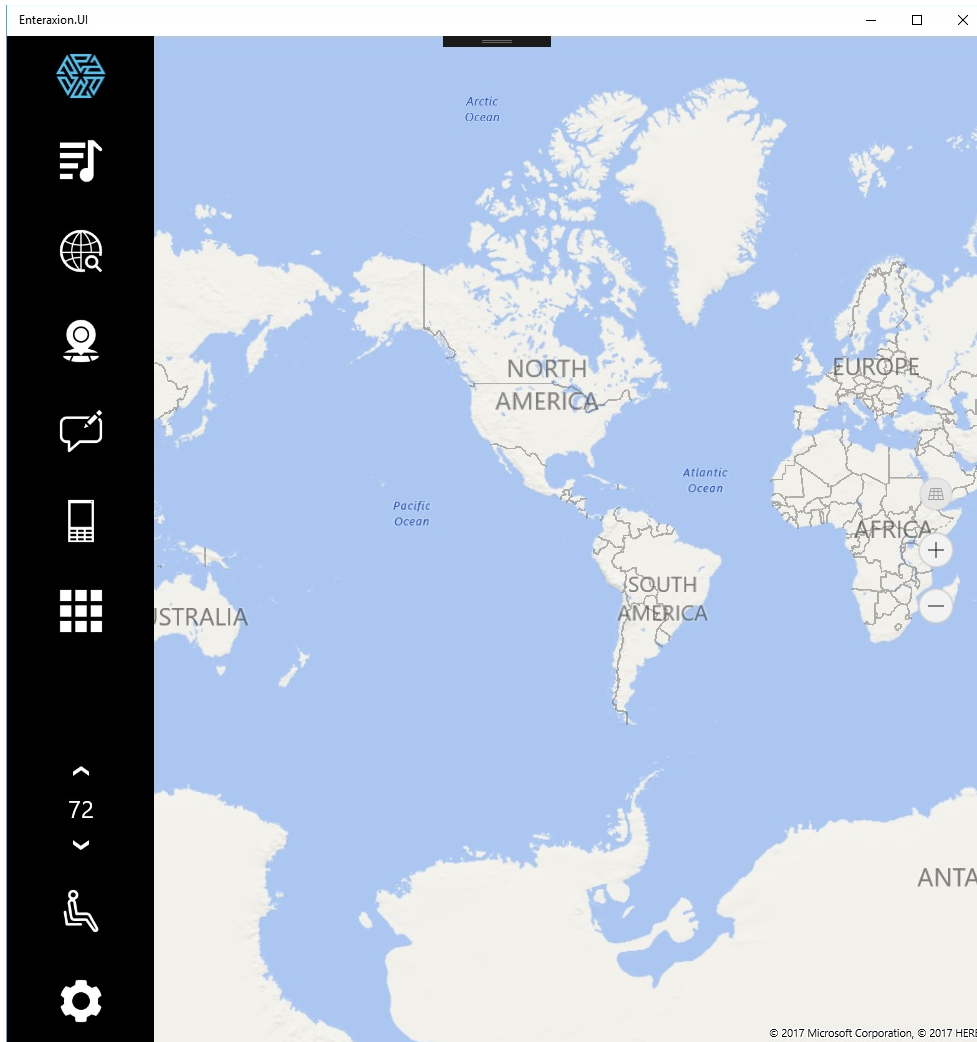 Enteraxion.UI
Arctic
Ocean
NORTH
AMERICA
EUROPE
Atlantic
Ocean
Pacific
Ocean
AFRICA
SOUTH
AMERICA
USTRALIA
72
ANTA
© 2017 Microsoft Corporation, © 2017 HERE